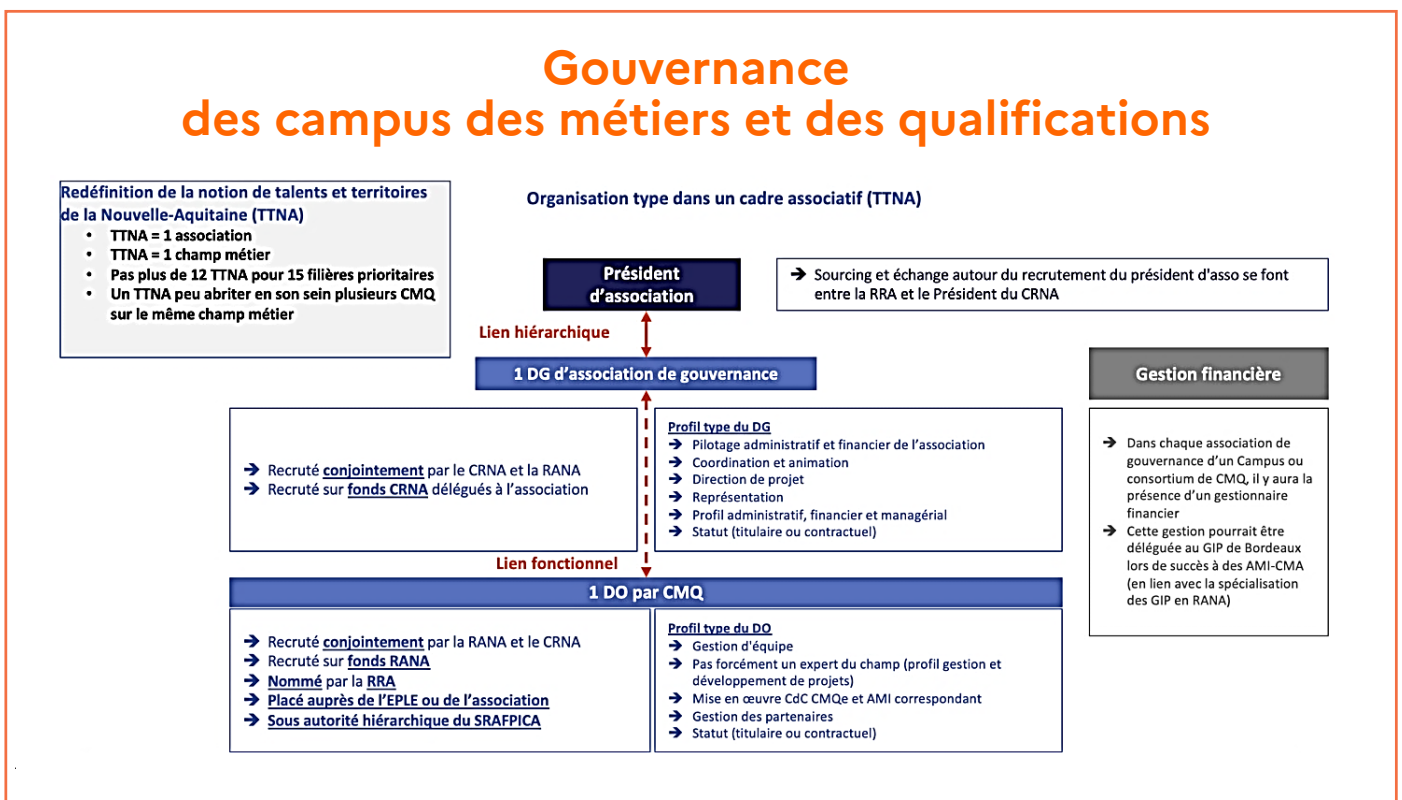 Gouvernance
des campus des métiers et des qualifications
Redéfinition de la notion de talents et territoires
de la Nouvelle-Aquitaine (TTNA)
• TTNA = 1 association
• TTNA = 1 champ métier
• Pas plus de 12 TTNA pour 15 filières prioritaires
• Un TTNA peu abriter en son sein plusieurs CMQ
sur le même champ métier
Organisation type dans un cadre associatif (TTNA)
Président
d'association
➔ Sourcing et échange autour du recrutement du président d'asso se font
entre la RRA et le Président du CRNA
Lien hiérarchique
1 DG d'association de gouvernance
➔ Recruté conjointement par le CRNA et la RANA
➔ Recruté sur fonds CRNA délégués à l'association
Profil type du DG
➔ Pilotage administratif et financier de l'association
➔ Coordination et animation
➔ Direction de projet
➔ Représentation
➔ Profil administratif, financier et managérial
➔ Statut (titulaire ou contractuel)
Lien fonctionnel
1 DO par CMQ
➔ Recruté conjointement par la RANA et le CRNA
➔ Recruté sur fonds RANA
➔ Nommé par la RRA
➔ Placé auprès de l'EPLE ou de l'association
➔ Sous autorité hiérarchique du SRAFPICA
Profil type du DO
➔ Gestion d'équipe
➔ Pas forcément un expert du champ (profil gestion et
développement de projets)
➔ Mise en œuvre CdC CMQe et AMI correspondant
➔ Gestion des partenaires
➔ Statut (titulaire ou contractuel)
Gestion financière
➔ Dans chaque association de
gouvernance d'un Campus ou
consortium de CMQ, il y aura la
présence d'un gestionnaire
financier
➔ Cette gestion pourrait être
déléguée au GIP de Bordeaux
lors de succès à des AMI-CMA
(en lien avec la spécialisation
des GIP en RANA)